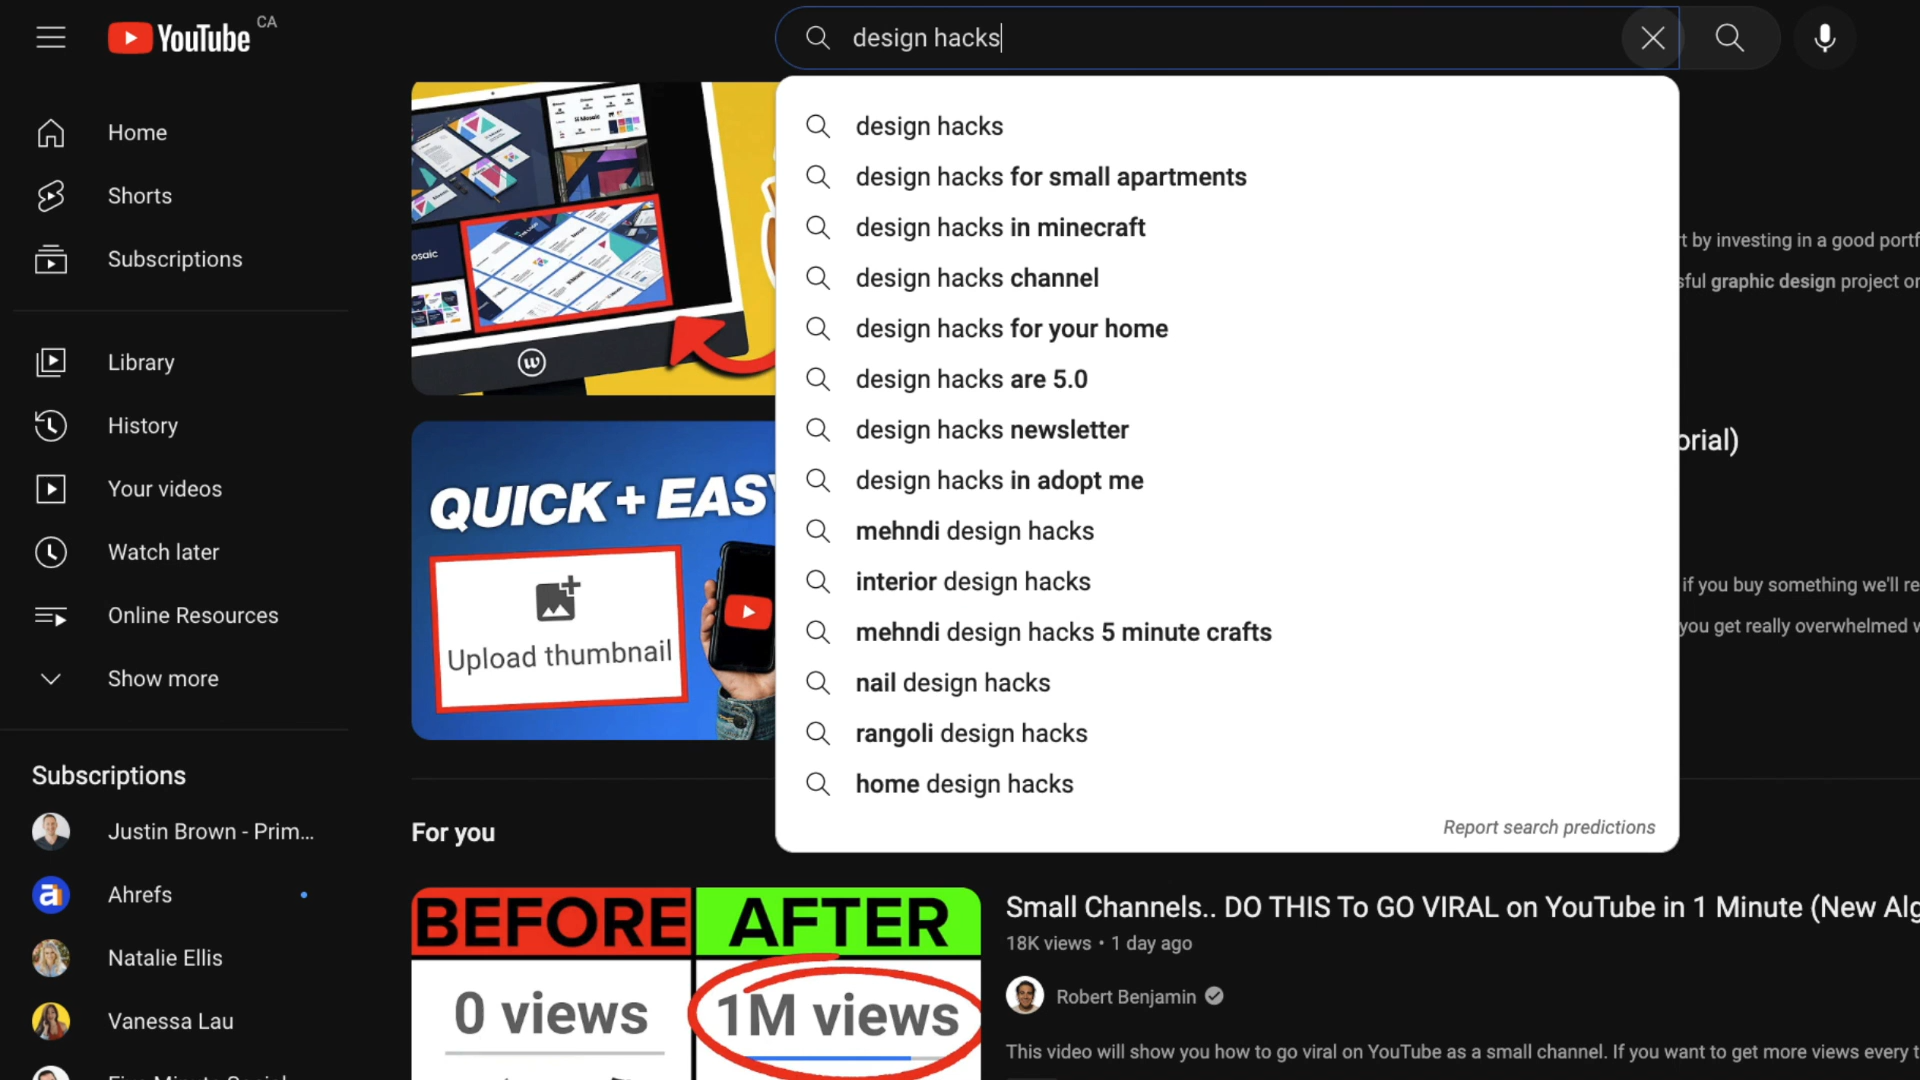 YouTube CA
design hacks
Home
Shorts
Subscriptions
Library
History
Your videos
Watch later
Online Resources
Show more
Subscriptions
Justin Brown - Prim...
Ahrefs
Natalie Ellis
Vanessa Lau
design hacks
design hacks for small apartments
design hacks in minecraft
design hacks channel
design hacks for your home
design hacks are 5.0
design hacks newsletter
design hacks in adopt me
mehndi design hacks
interior design hacks
mehndi design hacks 5 minute crafts
nail design hacks
rangoli design hacks
home design hacks
Report search predictions
by investing in a good
graphic design project
if you buy something we'll
you get really overwhelmed
QUICK + EASY
Upload thumbnail
For you
BEFORE AFTER
0 views 1M views
Small Channels.. DO THIS To GO VIRAL on YouTube in 1 Minute (New
18K views • 1 day ago
Robert Benjamin
This video will show you how to go viral on YouTube as a small channel. If you want to get more views every